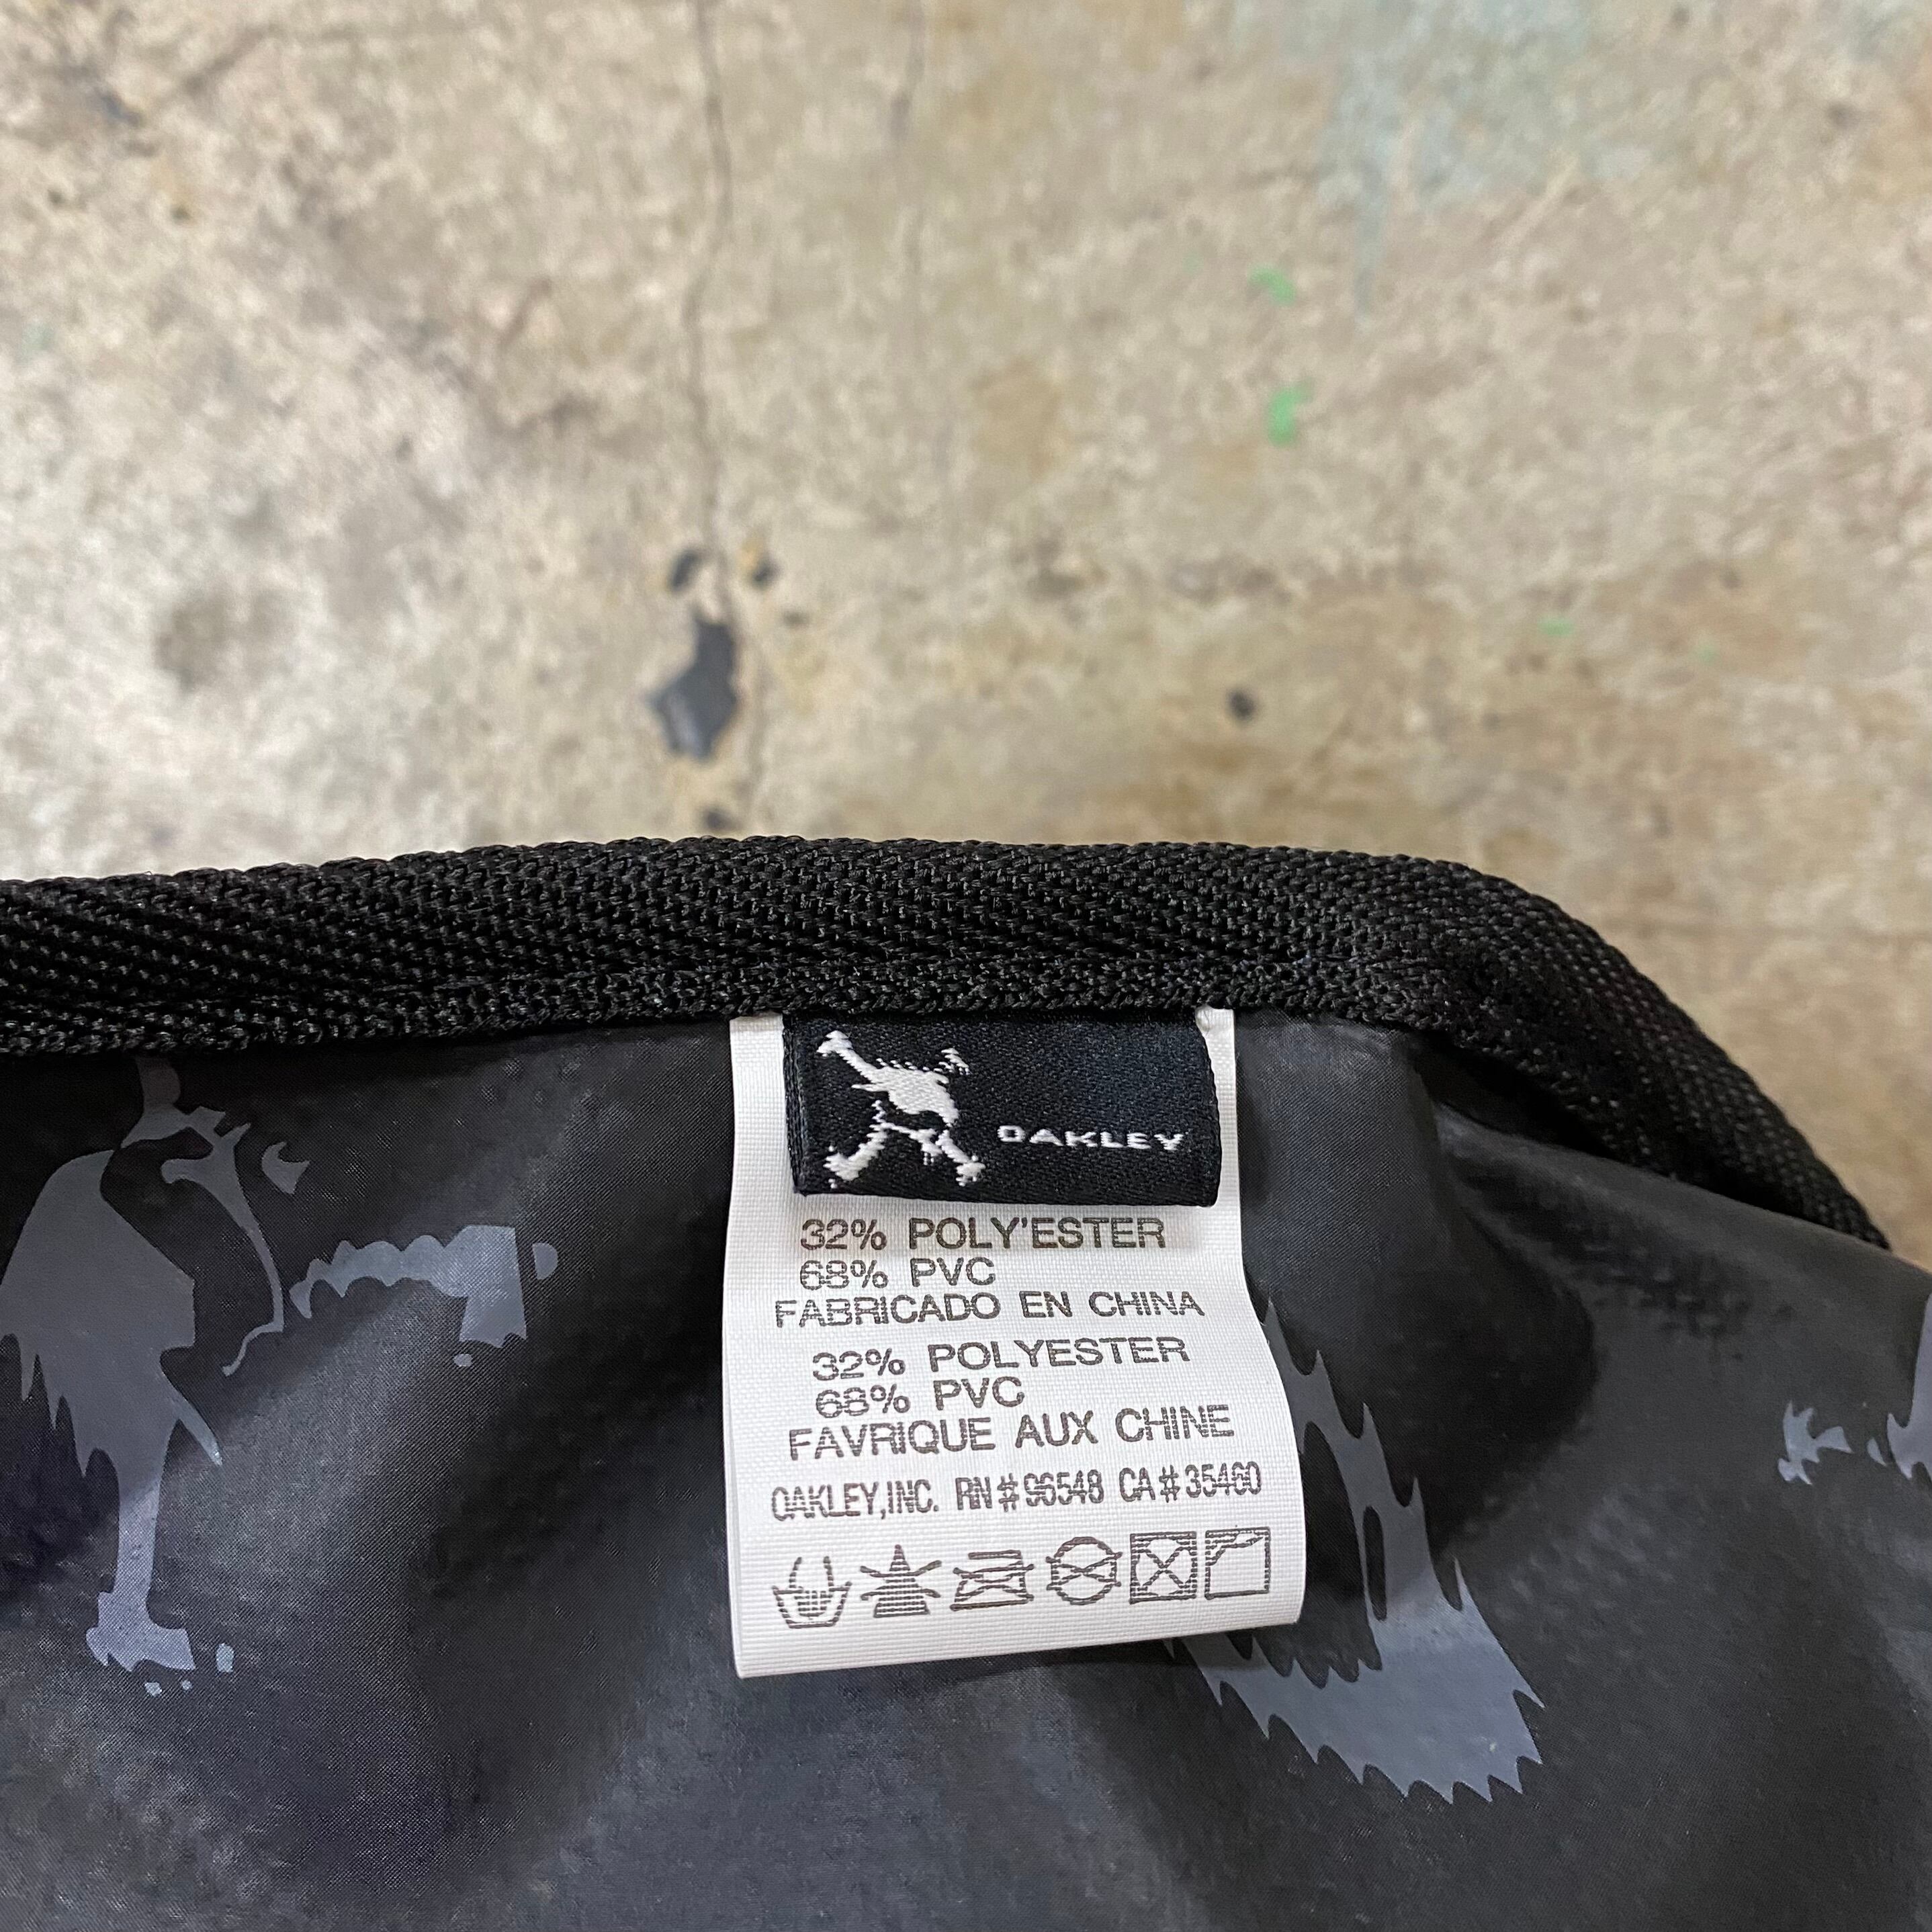 OAKLEY
32% POLY'ESTER
68% PVC
FABRICADO EN CHINA
32% POLYESTER
68% PVC
FAVRIQUE AUX CHINE
OAKLEY,INC. RN#96548 CA#35460